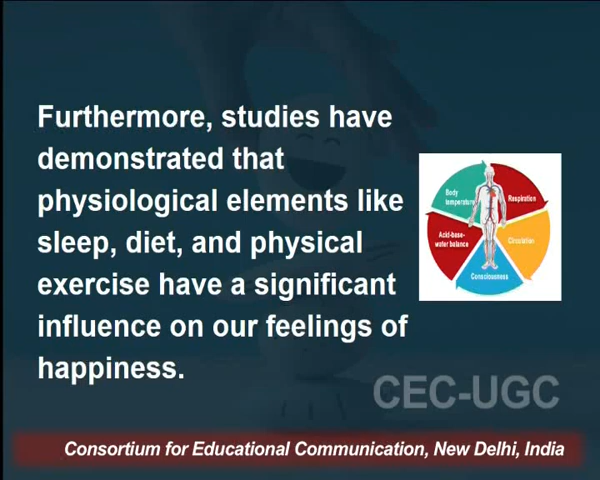 Furthermore, studies have
demonstrated that
physiological elements like
sleep, diet, and physical
exercise have a significant
influence on our feelings of
happiness.
Body
temperature
Respiration
Acid-base-
water balance
Circulation
Consciousness
CEC-UGC
Consortium for Educational Communication, New Delhi, India